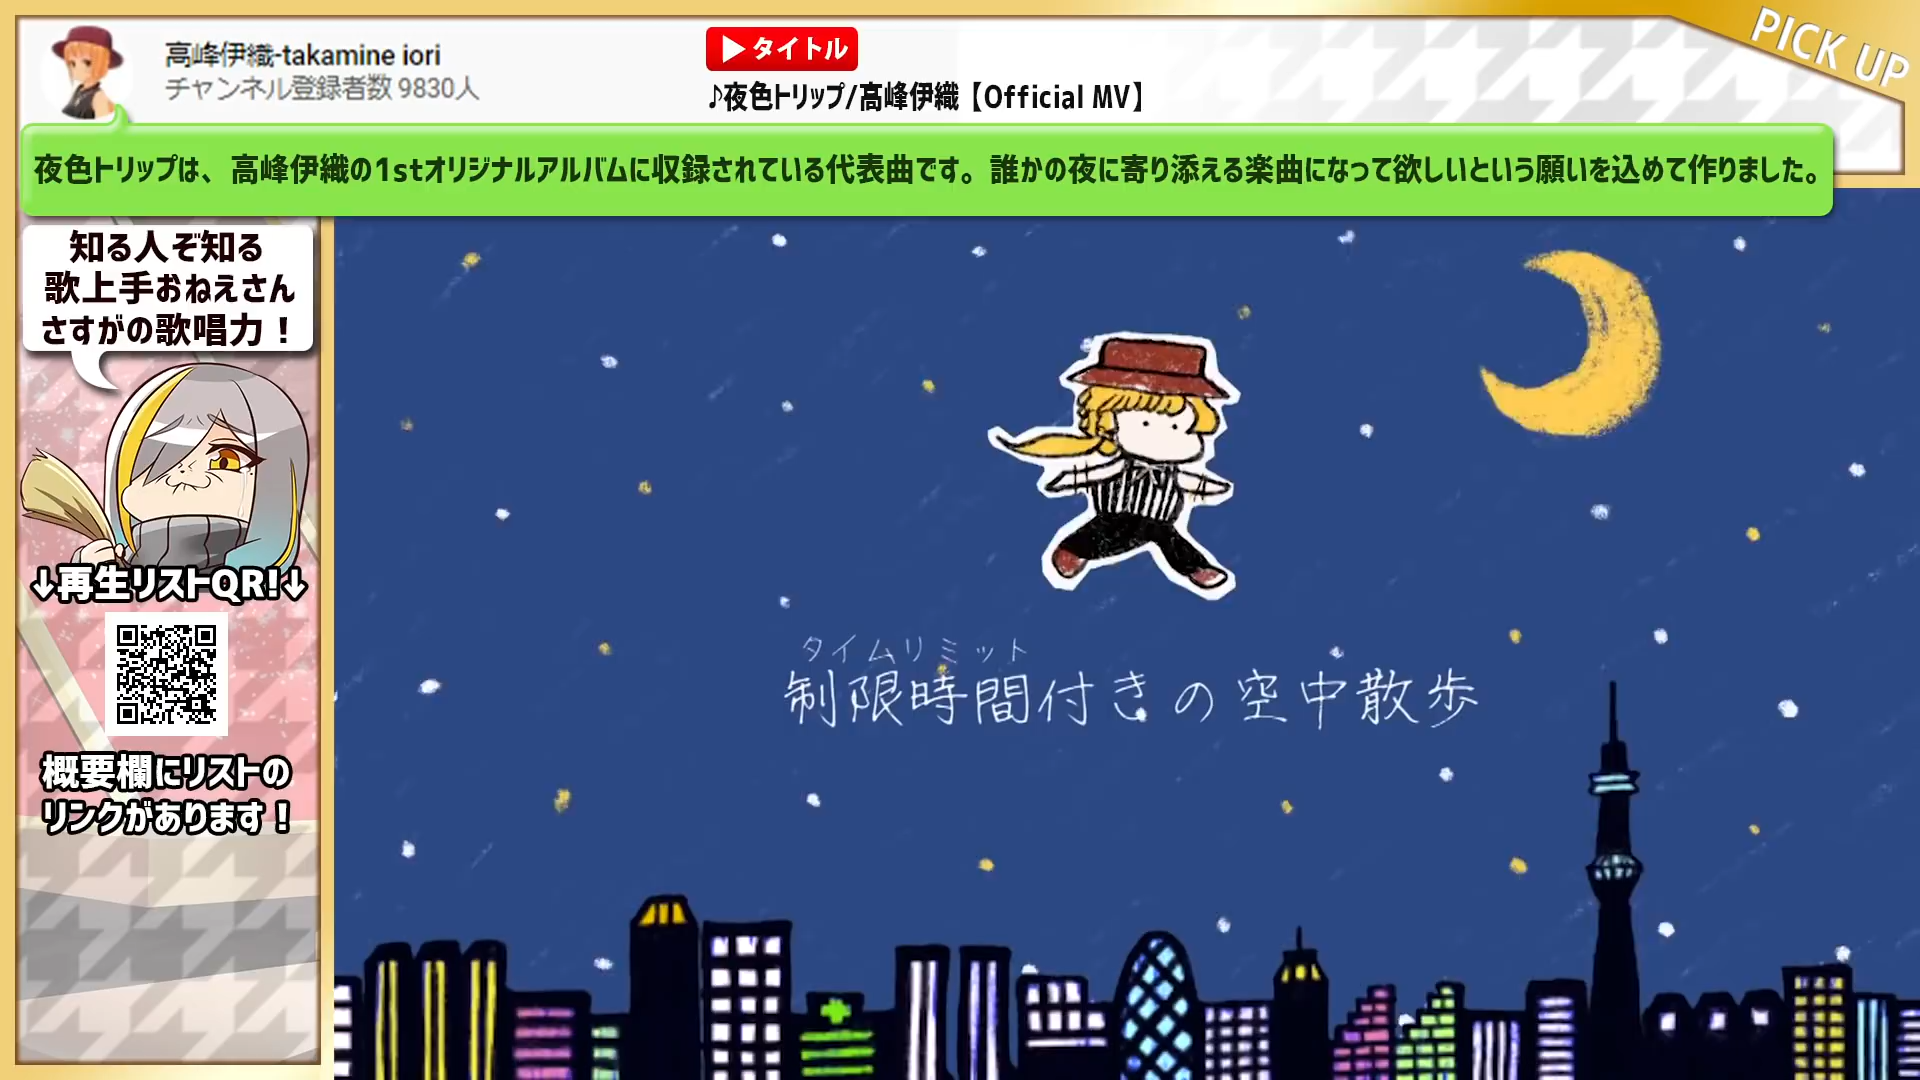 高峰伊織-takamine iori
チャンネル登録者数 9830人
タイトル
♪夜色トリップ/高峰伊織【Official MV】
PICK UP
夜色トリップは、高峰伊織の1stオリジナルアルバムに収録されている代表曲です。誰かの夜に寄り添える楽曲になって欲しいという願いを込めて作りました。
知る人ぞ知る
歌上手おねえさん
さすがの歌唱力！
↓再生リストQR!↓
概要欄にリストの
リンクがあります！
タイムリミット
制限時間付きの空中散歩